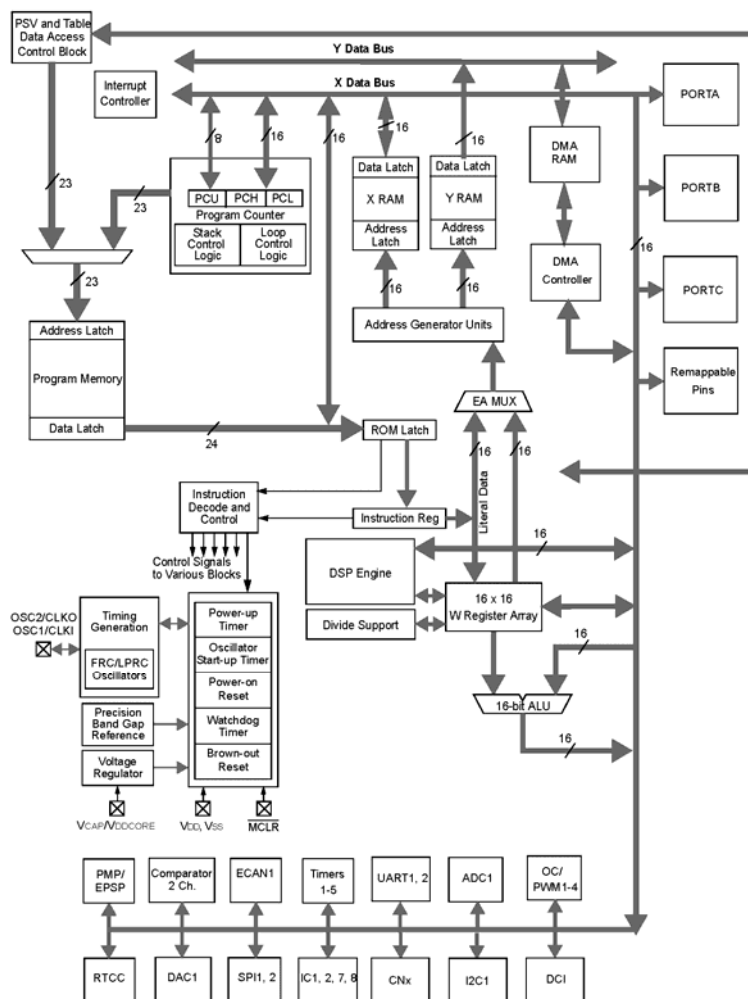 PSV and Table
Data Access
Control Block
Y Data Bus
Interrupt
Controller
X Data Bus
PORTA
8
16
16
16
16
16
Data Latch
Data Latch
DMA
RAM
X RAM
Y RAM
PORTB
23
23
PCU
PCH
PCL
Program Counter
Stack
Control
Logic
Loop
Control
Logic
Address
Latch
Address
Latch
DMA
Controller
PORTC
23
16
16
Address Generator Units
Address Latch
Program Memory
Data Latch
Remappable
Pins
EA MUX
24
ROM Latch
16
16
Literal Data
Instruction
Decode and
Control
Instruction Reg
Control Signals
to Various Blocks
16
DSP Engine
16 x 16
W Register Array
Divide Support
OSC2/CLKO
OSC1/CLKI
Timing
Generation
FRC/LPRC
Oscillators
Power-up
Timer
Oscillator
Start-up Timer
Power-on
Reset
Watchdog
Timer
Brown-out
Reset
16
16-bit ALU
16
Precision
Band Gap
Reference
Voltage
Regulator
VCAP/VDDCORE
VDD, VSS
MCLR
PMP/
EPSP
Comparator
2 Ch.
ECAN1
Timers
1-5
UART1, 2
ADC1
OC/
PWM1-4
RTCC
DAC1
SPI1, 2
IC1, 2, 7, 8
CNx
I2C1
DCI